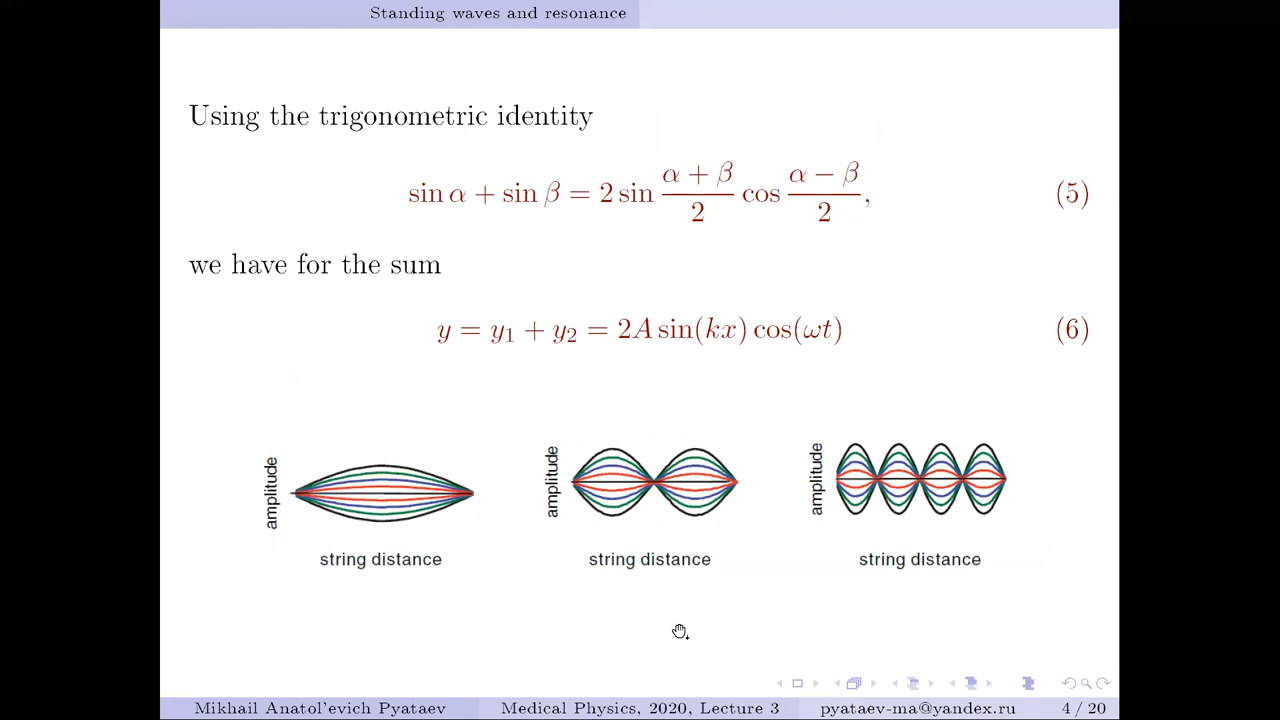 Standing waves and resonance
Using the trigonometric identity
sin α + sin β = 2 sin (α + β)/2 cos (α − β)/2, (5)
we have for the sum
y = y₁ + y₂ = 2A sin(kx) cos(ωt) (6)
amplitude
string distance
amplitude
string distance
amplitude
string distance
Mikhail Anatol'evich Pyataev Medical Physics, 2020, Lecture 3 pyataev-ma@yandex.ru 4 / 20